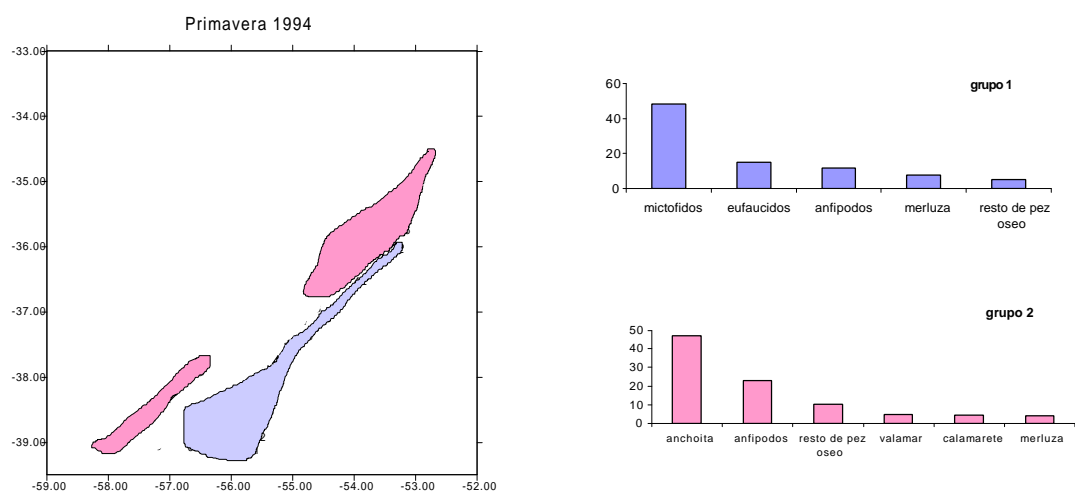 Primavera 1994
-33.00
-34.00
-35.00
-36.00
-37.00
-38.00
-39.00
-59.00 -58.00 -57.00 -56.00 -55.00 -54.00 -53.00 -52.00
grupo 1
60
40
20
0
mictofidos eufaucidos anfipodos merluza resto de pez
oseo
grupo 2
50
40
30
20
10
0
anchoita anfipodos resto de pez valamar calamarete merluza
oseo